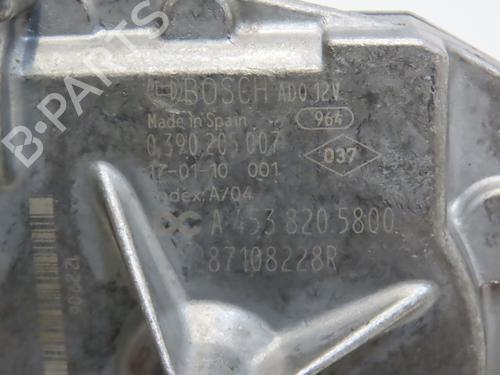 B-PARTS
BOSCH ADO 12V
Made in Spain 964
0 390 205 007
17-01-10 001 037
Index: A/04
A 453 820 5800
287108228R